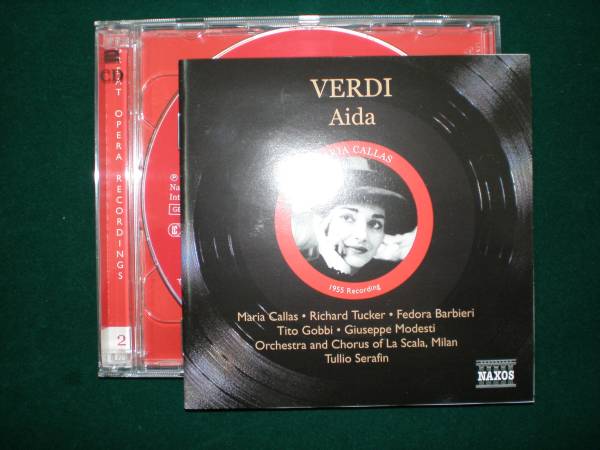 VERDI
Aida
MARIA CALLAS
1955 Recording
Maria Callas • Richard Tucker • Fedora Barbieri
Tito Gobbi • Giuseppe Modesti
Orchestra and Chorus of La Scala, Milan
Tullio Serafin
NAXOS
CD
GREAT OPERA RECORDINGS
2